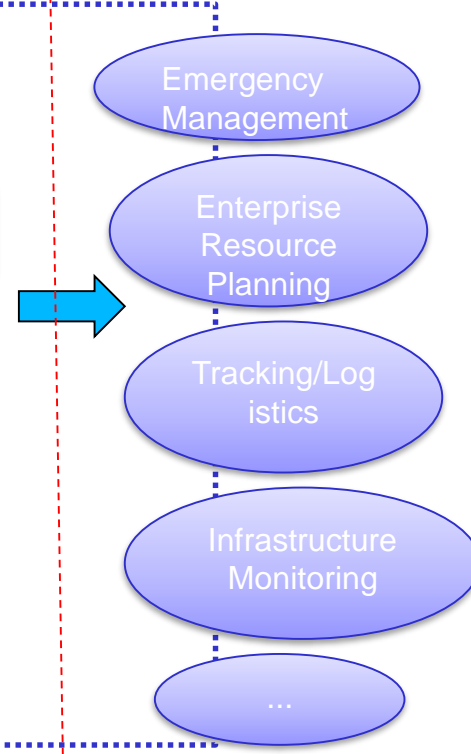 Emergency
Management
Enterprise
Resource
Planning
Tracking/Log
istics
Infrastructure
Monitoring
...